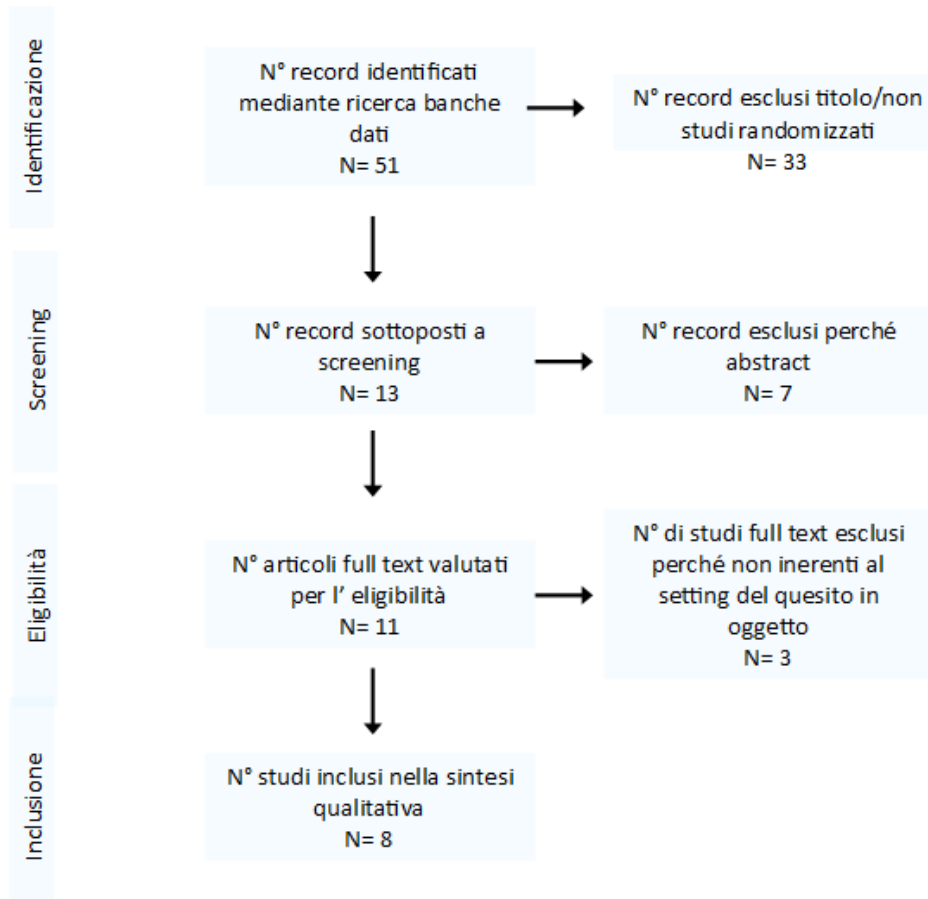 Identificazione
N° record identificati
mediante ricerca banche
dati
N= 51
N° record esclusi titolo/non
studi randomizzati
N= 33
Screening
N° record sottoposti a
screening
N= 13
N° record esclusi perché
abstract
N= 7
Eligibilità
N° articoli full text valutati
per l' eligibilità
N= 11
N° di studi full text esclusi
perché non inerenti al
setting del quesito in
oggetto
N= 3
Inclusione
N° studi inclusi nella sintesi
qualitativa
N= 8